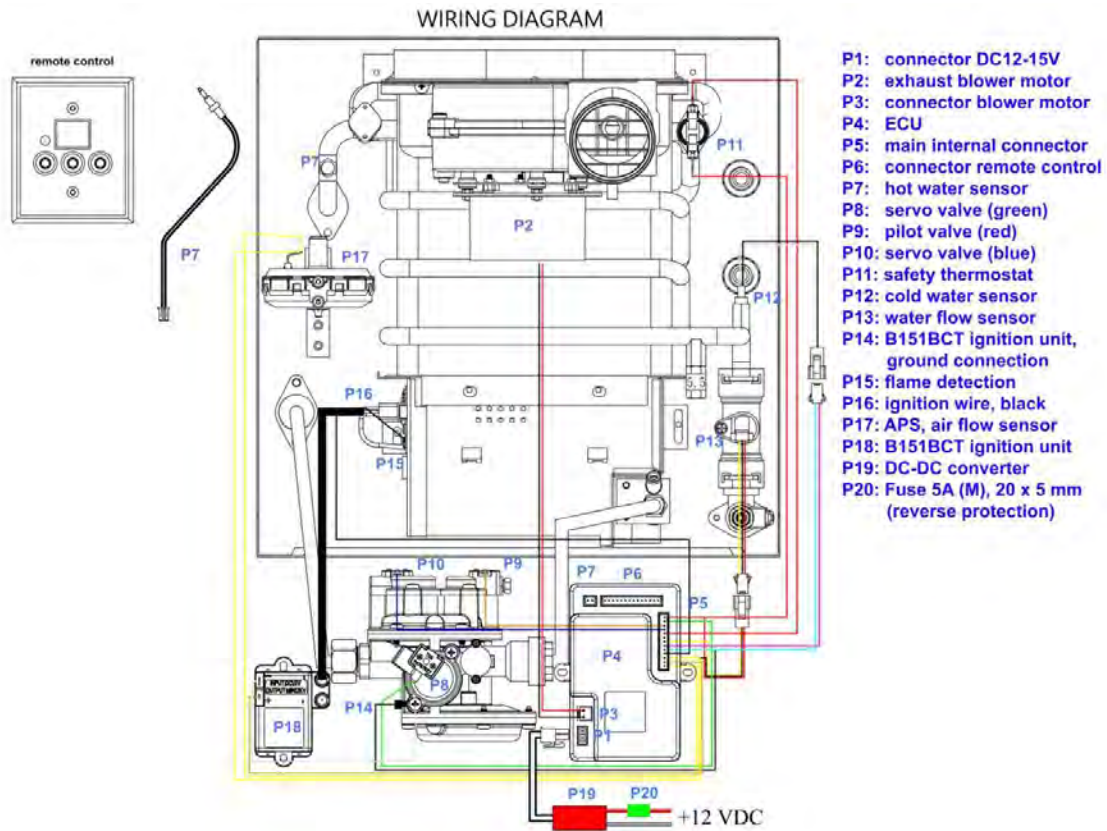 WIRING DIAGRAM
remote control
P7
P7
P17
P2
P11
P12
P13
P16
P15
P10
P9
P7
P6
P5
P4
P8
P14
P18
P3
P1
P19
P20
+12 VDC
P1: connector DC12-15V
P2: exhaust blower motor
P3: connector blower motor
P4: ECU
P5: main internal connector
P6: connector remote control
P7: hot water sensor
P8: servo valve (green)
P9: pilot valve (red)
P10: servo valve (blue)
P11: safety thermostat
P12: cold water sensor
P13: water flow sensor
P14: B151BCT ignition unit,
ground connection
P15: flame detection
P16: ignition wire, black
P17: APS, air flow sensor
P18: B151BCT ignition unit
P19: DC-DC converter
P20: Fuse 5A (M), 20 x 5 mm
(reverse protection)